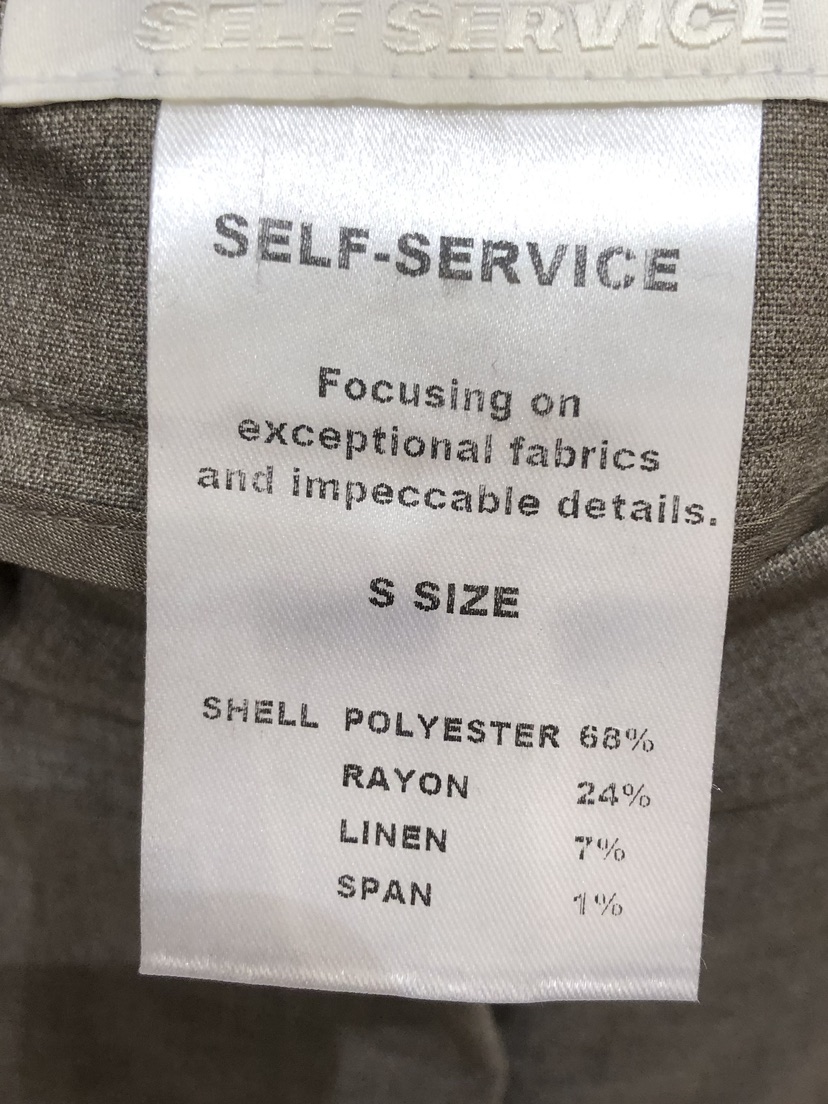 SELF SERVICE
SELF-SERVICE
Focusing on
exceptional fabrics
and impeccable details.
S SIZE
SHELL POLYESTER 68%
RAYON 24%
LINEN 7%
SPAN 1%